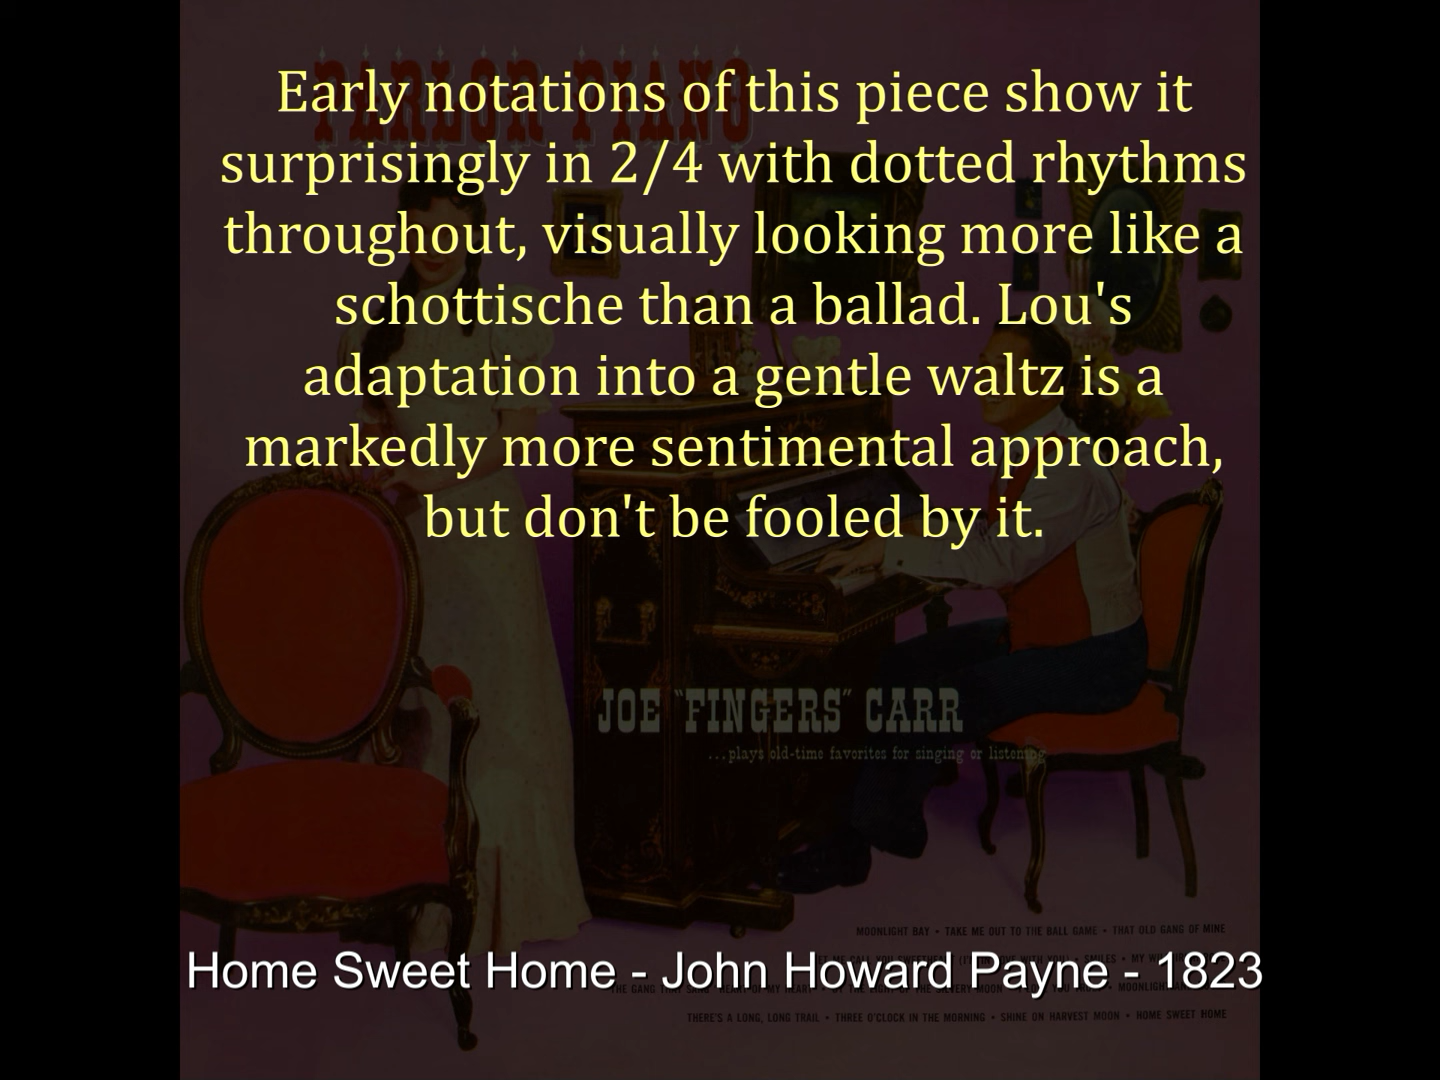 PARLOR PIANO
Early notations of this piece show it
surprisingly in 2/4 with dotted rhythms
throughout, visually looking more like a
schottische than a ballad. Lou's
adaptation into a gentle waltz is a
markedly more sentimental approach,
but don't be fooled by it.
JOE "FINGERS" CARR
...plays old-time favorites for singing or listening
MOONLIGHT BAY • TAKE ME OUT TO THE BALL GAME • THAT OLD GANG OF MINE
Home Sweet Home - John Howard Payne - 1823
THERE'S A LONG, LONG TRAIL • THREE O'CLOCK IN THE MORNING • SHINE ON HARVEST MOON • HOME SWEET HOME